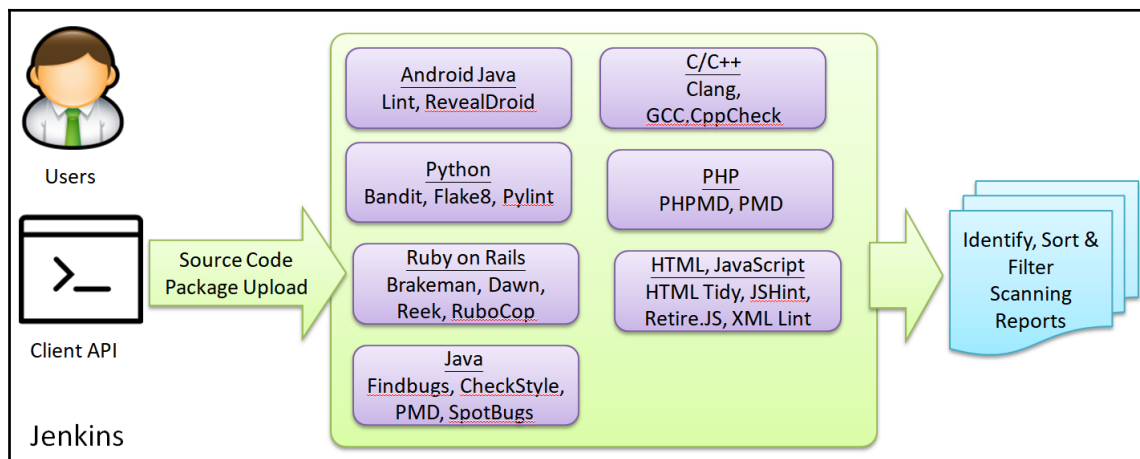 Users
Client API
Jenkins
Source Code
Package Upload
Android Java
Lint, RevealDroid
C/C++
Clang,
GCC,CppCheck
Python
Bandit, Flake8, Pylint
PHP
PHPMD, PMD
Ruby on Rails
Brakeman, Dawn,
Reek, RuboCop
HTML, JavaScript
HTML Tidy, JSHint,
Retire.JS, XML Lint
Java
Findbugs, CheckStyle,
PMD, SpotBugs
Identify, Sort &
Filter
Scanning
Reports